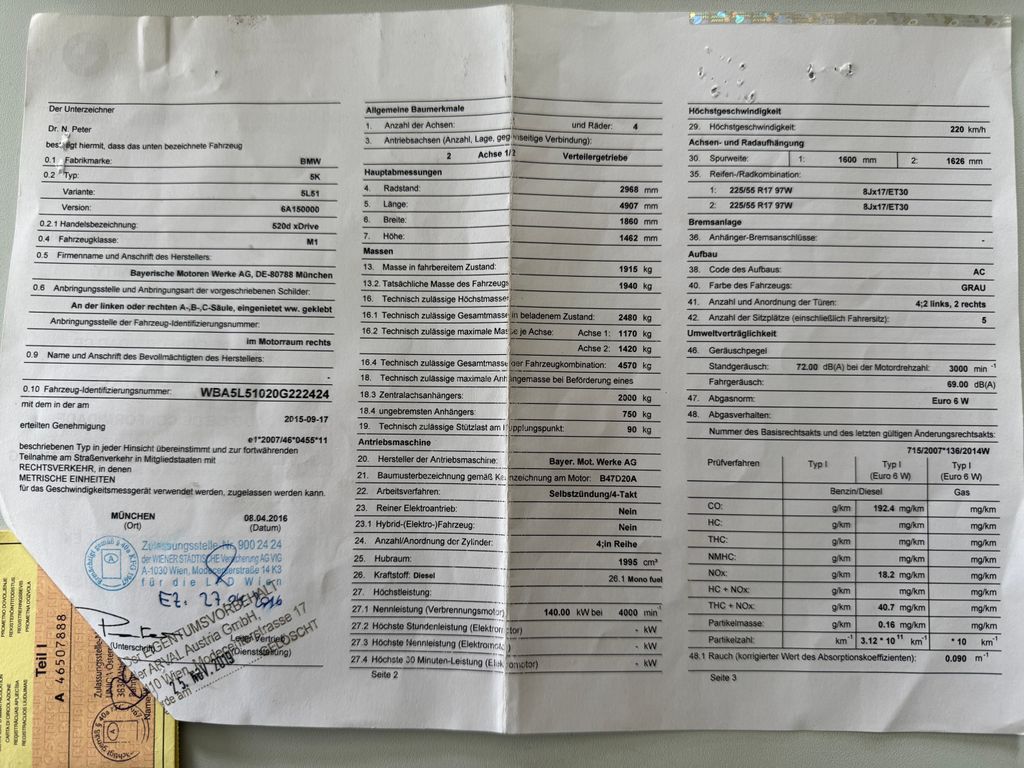 Der Unterzeichner
Dr. N. Peter
bestätigt hiermit, dass das unten bezeichnete Fahrzeug
0.1 Fabrikmarke: BMW
0.2 Typ: 5K
Variante: 5L51
Version: 6A150000
0.2.1 Handelsbezeichnung: 520d xDrive
0.4 Fahrzeugklasse: M1
0.5 Firmenname und Anschrift des Herstellers:
Bayerische Motoren Werke AG, DE-80788 München
0.6 Anbringungsstelle und Anbringungsart der vorgeschriebenen Schilder:
An der linken oder rechten A-,B-,C-Säule, eingenietet ww. geklebt
Anbringungsstelle der Fahrzeug-Identifizierungsnummer:
im Motorraum rechts
0.9 Name und Anschrift des Bevollmächtigten des Herstellers:
-
0.10 Fahrzeug-Identifizierungsnummer: WBA5L51020G222424
mit dem in der am
2015-09-17
erteilten Genehmigung
e1*2007/46*0455*11
beschriebenen Typ in jeder Hinsicht übereinstimmt und zur fortwährenden
Teilnahme am Straßenverkehr in Mitgliedstaaten mit
RECHTSVERKEHR, in denen
METRISCHE EINHEITEN
für das Geschwindigkeitsmessgerät verwendet werden, zugelassen werden kann.
MÜNCHEN 08.04.2016
(Ort) (Datum)
Zulassungsstelle Nr. 900 24 24
der WIENER STÄDTISCHE Versicherung AG VIG
A-1030 Wien, Modecenterstraße 14 K3
für die LPD Wien
EZ. 27.04.2016
(Unterschrift
Leiter Vertrieb
(Dienststellung)
EIGENTUMSVORBEHALT
ARVAL Austria GmbH,
Wien, Modecenterstrasse 17
GELÖSCHT
Teil I
A 46507888
Allgemeine Baumerkmale
1. Anzahl der Achsen: und Räder: 4
3. Antriebsachsen (Anzahl, Lage, gegenseitige Verbindung):
2 Achse 1/2 Verteilergetriebe
Hauptabmessungen
4. Radstand: 2968 mm
5. Länge: 4907 mm
6. Breite: 1860 mm
7. Höhe: 1462 mm
Massen
13. Masse in fahrbereitem Zustand: 1915 kg
13.2. Tatsächliche Masse des Fahrzeugs 1940 kg
16. Technisch zulässige Höchstmassen
16.1 Technisch zulässige Gesamtmasse in beladenem Zustand: 2480 kg
16.2 Technisch zulässige maximale Masse je Achse: Achse 1: 1170 kg
Achse 2: 1420 kg
16.4 Technisch zulässige Gesamtmasse der Fahrzeugkombination: 4570 kg
18. Technisch zulässige maximale Anhängemasse bei Beförderung eines
18.3 Zentralachsanhängers: 2000 kg
18.4 ungebremsten Anhängers: 750 kg
19. Technisch zulässige Stützlast am Kupplungspunkt: 90 kg
Antriebsmaschine
20. Hersteller der Antriebsmaschine: Bayer. Mot. Werke AG
21. Baumusterbezeichnung gemäß Kennzeichnung am Motor: B47D20A
22. Arbeitsverfahren: Selbstzündung/4-Takt
23. Reiner Elektroantrieb: Nein
23.1 Hybrid-(Elektro-)Fahrzeug: Nein
24. Anzahl/Anordnung der Zylinder: 4;in Reihe
25. Hubraum: 1995 cm³
26. Kraftstoff: Diesel 26.1 Mono fuel
27. Höchstleistung:
27.1 Nennleistung (Verbrennungsmotor) 140.00 kW bei 4000 min⁻¹
27.2 Höchste Stundenleistung (Elektromotor) - kW
27.3 Höchste Nennleistung (Elektromotor) - kW
27.4 Höchste 30 Minuten-Leistung (Elektromotor) - kW
Seite 2
Höchstgeschwindigkeit
29. Höchstgeschwindigkeit: 220 km/h
Achsen- und Radaufhängung
30. Spurweite: 1: 1600 mm 2: 1626 mm
35. Reifen-/Radkombination:
1: 225/55 R17 97W 8Jx17/ET30
2: 225/55 R17 97W 8Jx17/ET30
Bremsanlage
36. Anhänger-Bremsanschlüsse: -
Aufbau
38. Code des Aufbaus: AC
40. Farbe des Fahrzeugs: GRAU
41. Anzahl und Anordnung der Türen: 4;2 links, 2 rechts
42. Anzahl der Sitzplätze (einschließlich Fahrersitz): 5
Umweltverträglichkeit
46. Geräuschpegel
Standgeräusch: 72.00 dB(A) bei der Motordrehzahl: 3000 min⁻¹
Fahrgeräusch: 69.00 dB(A)
47. Abgasnorm: Euro 6 W
48. Abgasverhalten:
Nummer des Basisrechtsakts und des letzten gültigen Änderungsrechtsakts:
715/2007*136/2014W
Prüfverfahren Typ I Typ I (Euro 6 W) Typ I (Euro 6 W)
Benzin/Diesel Gas
CO: g/km 192.4 mg/km mg/km
HC: g/km mg/km mg/km
THC: g/km mg/km mg/km
NMHC: g/km mg/km mg/km
NOx: g/km 18.2 mg/km mg/km
HC + NOx: g/km mg/km mg/km
THC + NOx: g/km 40.7 mg/km mg/km
Partikelmasse: g/km 0.16 mg/km mg/km
Partikelzahl: km⁻¹ 3.12 * 10¹¹ km⁻¹ * 10 km⁻¹
48.1 Rauch (korrigierter Wert des Absorptionskoeffizienten): 0.090 m⁻¹
Seite 3